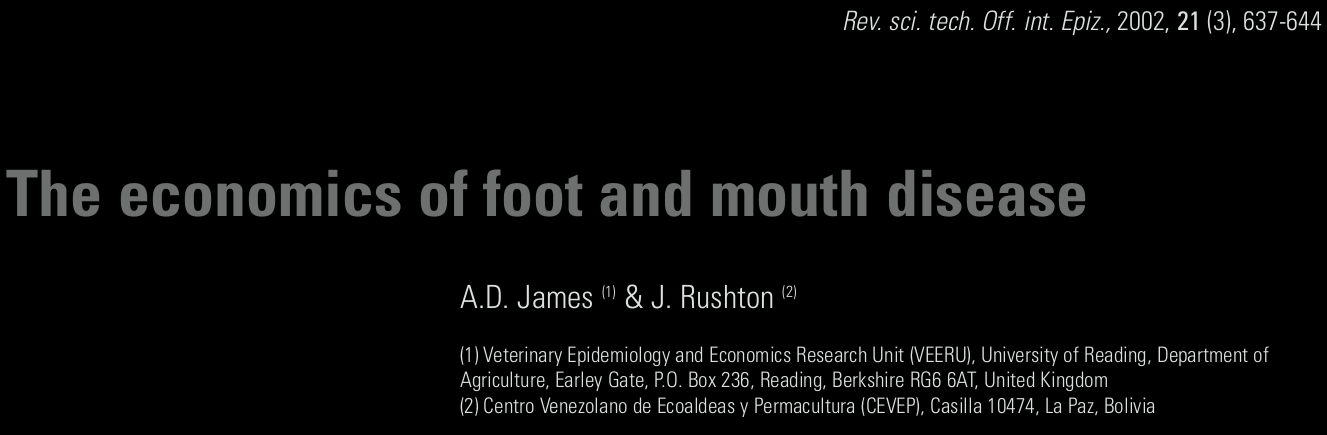 Rev. sci. tech. Off. int. Epiz., 2002, 21 (3), 637-644
The economics of foot and mouth disease
A.D. James (1) & J. Rushton (2)
(1) Veterinary Epidemiology and Economics Research Unit (VEERU), University of Reading, Department of
Agriculture, Earley Gate, P.O. Box 236, Reading, Berkshire RG6 6AT, United Kingdom
(2) Centro Venezolano de Ecoaldeas y Permacultura (CEVEP), Casilla 10474, La Paz, Bolivia